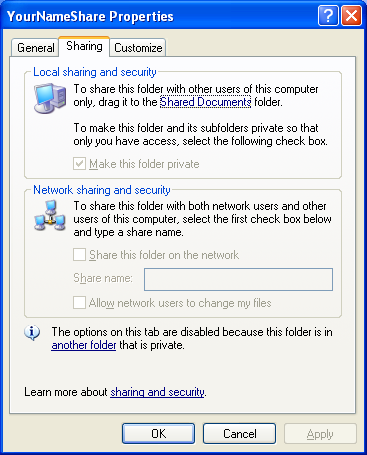 YourNameShare Properties
General Sharing Customize
Local sharing and security
To share this folder with other users of this computer
only, drag it to the Shared Documents folder.
To make this folder and its subfolders private so that
only you have access, select the following check box.
Make this folder private
Network sharing and security
To share this folder with both network users and other
users of this computer, select the first check box below
and type a share name.
Share this folder on the network
Share name:
Allow network users to change my files
The options on this tab are disabled because this folder is in
another folder that is private.
Learn more about sharing and security.
OK Cancel Apply